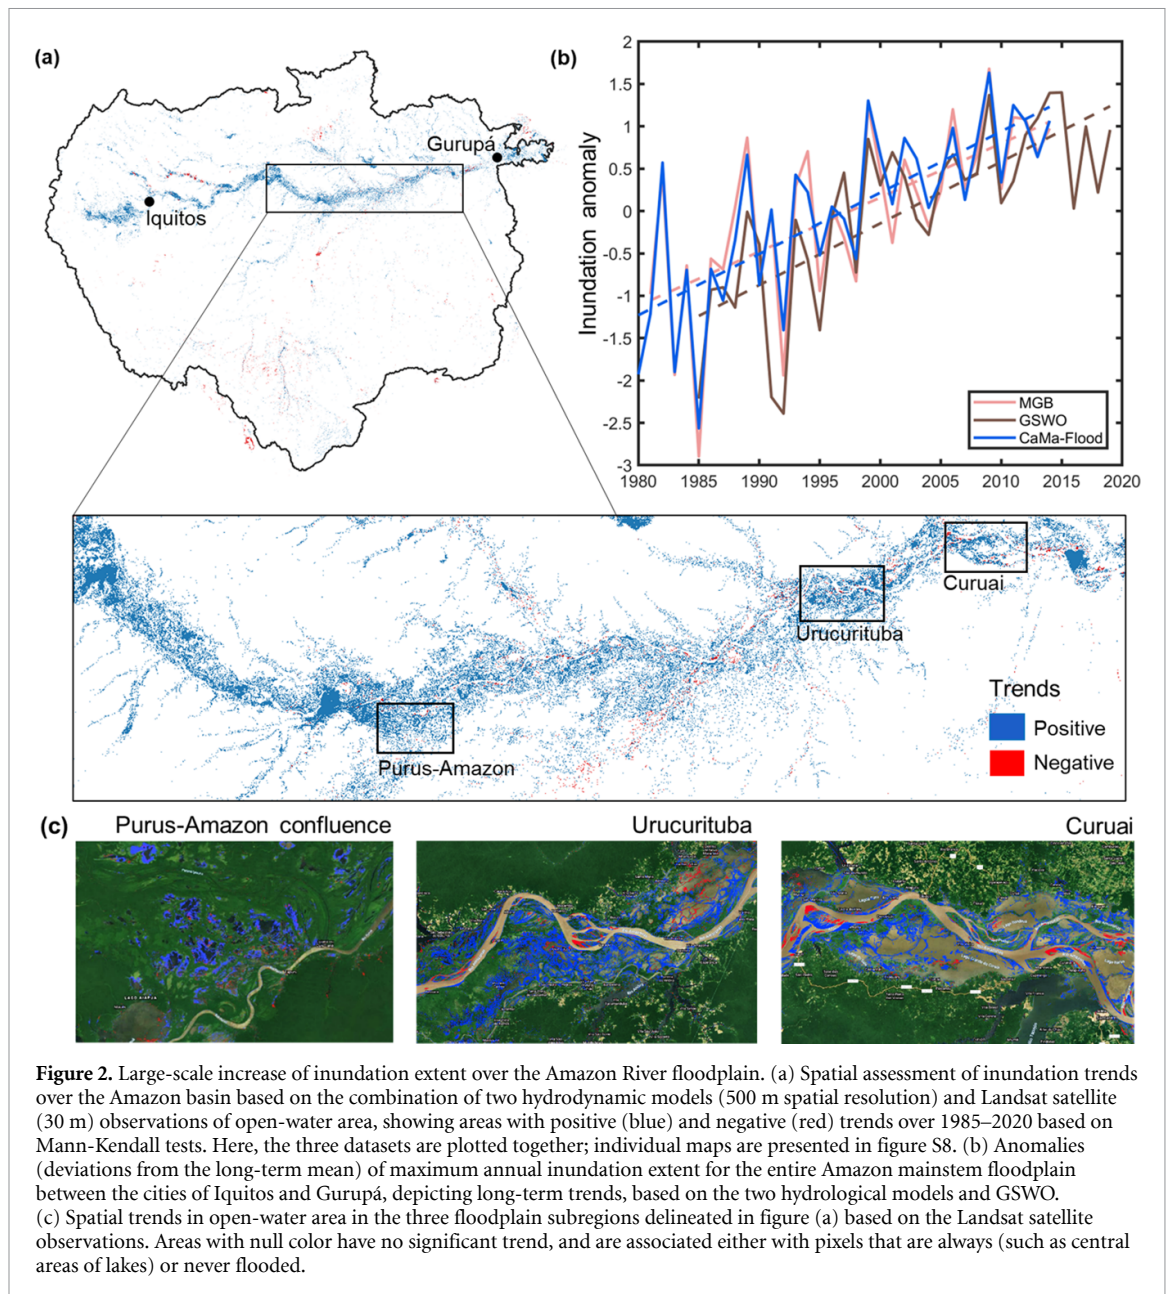 (a)
Gurupá
Iquitos
(b)
Inundation anomaly
2
1.5
1
0.5
0
-0.5
-1
-1.5
-2
-2.5
-3
1980 1985 1990 1995 2000 2005 2010 2015 2020
MGB
GSWO
CaMa-Flood
Curuai
Urucurituba
Purus-Amazon
Trends
Positive
Negative
(c)
Purus-Amazon confluence
Urucurituba
Curuai
Figure 2. Large-scale increase of inundation extent over the Amazon River floodplain. (a) Spatial assessment of inundation trends
over the Amazon basin based on the combination of two hydrodynamic models (500 m spatial resolution) and Landsat satellite
(30 m) observations of open-water area, showing areas with positive (blue) and negative (red) trends over 1985–2020 based on
Mann-Kendall tests. Here, the three datasets are plotted together; individual maps are presented in figure S8. (b) Anomalies
(deviations from the long-term mean) of maximum annual inundation extent for the entire Amazon mainstem floodplain
between the cities of Iquitos and Gurupá, depicting long-term trends, based on the two hydrological models and GSWO.
(c) Spatial trends in open-water area in the three floodplain subregions delineated in figure (a) based on the Landsat satellite
observations. Areas with null color have no significant trend, and are associated either with pixels that are always (such as central
areas of lakes) or never flooded.